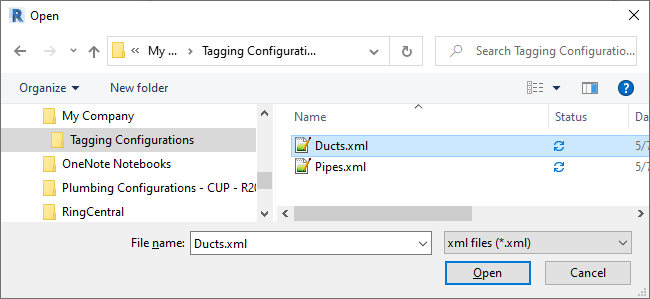 Open
« My ... › Tagging Configurati... ›
Search Tagging Configuratio...
Organize New folder
My Company
Tagging Configurations
OneNote Notebooks
Plumbing Configurations - CUP - R20
RingCentral
Name Status Da
Ducts.xml 5/7
Pipes.xml 5/7
File name: Ducts.xml xml files (*.xml)
Open Cancel